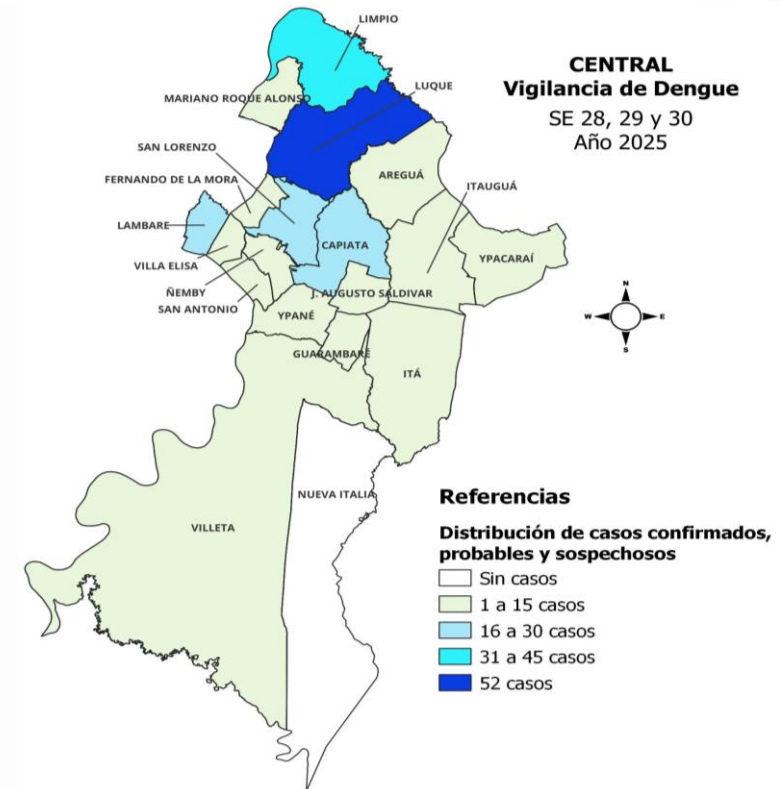 LIMPIO
CENTRAL
Vigilancia de Dengue
SE 28, 29 y 30
Año 2025
LUQUE
MARIANO ROQUE ALONSO
SAN LORENZO
AREGUÁ
FERNANDO DE LA MORA
ITAUGUÁ
LAMBARE
CAPIATA
YPACARAÍ
VILLA ELISA
ÑEMBY
J. AUGUSTO SALDIVAR
SAN ANTONIO
YPANÉ
N
W
E
S
GUARAMBARÉ
ITÁ
NUEVA ITALIA
VILLETA
Referencias
Distribución de casos confirmados,
probables y sospechosos
Sin casos
1 a 15 casos
16 a 30 casos
31 a 45 casos
52 casos